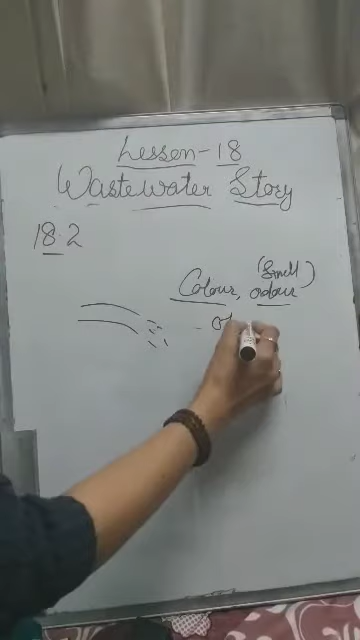 Lesson-18
Wastewater Story
18.2
(Smell)
Colour, odour
of